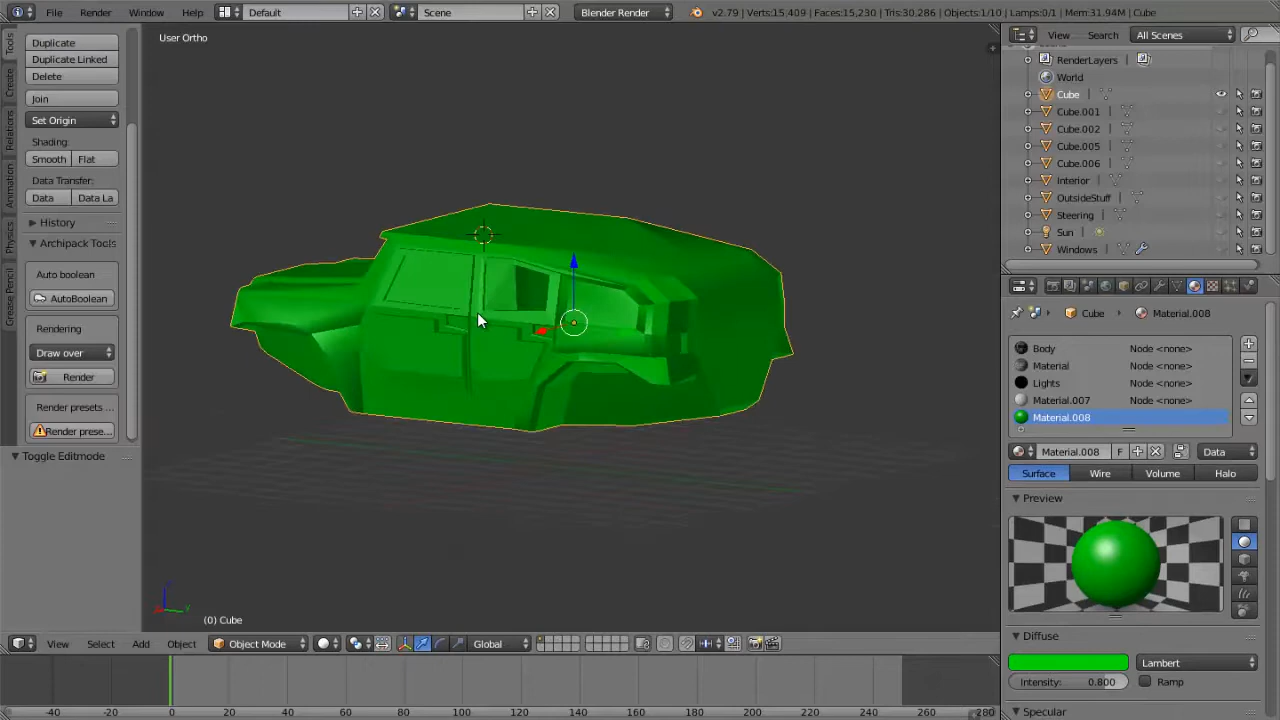 File Render Window Help Default Scene Blender Render v2.79 | Verts:15,409 | Faces:15,230 | Tris:30,286 | Objects:1/10 | Lamps:0/1 | Mem:31.94M | Cube
Tools
Create
Relations
Animation
Physics
Grease Pencil
Duplicate
Duplicate Linked
Delete
Join
Set Origin
Shading:
Smooth Flat
Data Transfer:
Data Data La
History
Archipack Tools
Auto boolean
AutoBoolean
Rendering
Draw over
Render
Render presets ...
Render prese...
Toggle Editmode
User Ortho
(0) Cube
View Select Add Object Object Mode Global
-40 -20 0 20 40 60 80 100 120 140 160 180 200 220 240 260 280
View Search All Scenes
RenderLayers
World
Cube
Cube.001
Cube.002
Cube.005
Cube.006
Interior
OutsideStuff
Steering
Sun
Windows
Cube Material.008
Body Node <none>
Material Node <none>
Lights Node <none>
Material.007 Node <none>
Material.008
Material.008 F Data
Surface Wire Volume Halo
Preview
Diffuse
Lambert
Intensity: 0.800 Ramp
Specular